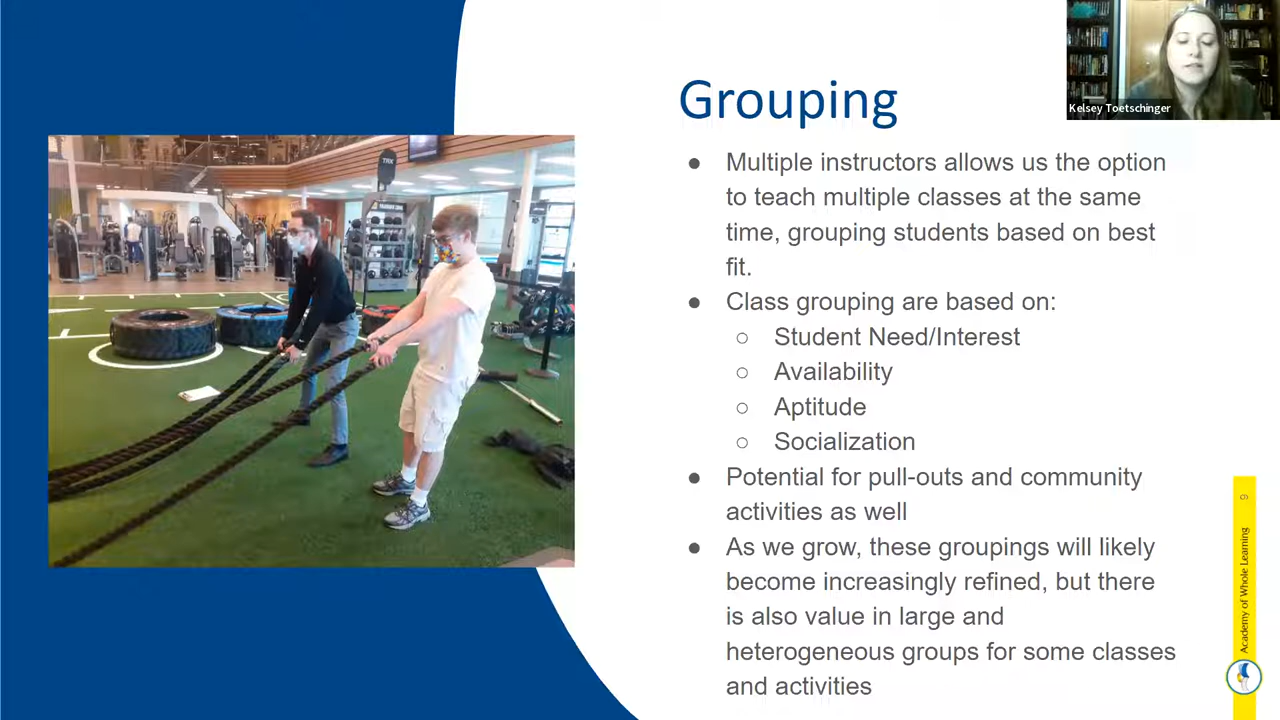 Grouping
Kelsey Toetschinger
● Multiple instructors allows us the option
to teach multiple classes at the same
time, grouping students based on best
fit.
● Class grouping are based on:
○ Student Need/Interest
○ Availability
○ Aptitude
○ Socialization
● Potential for pull-outs and community
activities as well
● As we grow, these groupings will likely
become increasingly refined, but there
is also value in large and
heterogeneous groups for some classes
and activities
9
Academy of Whole Learning
TRX